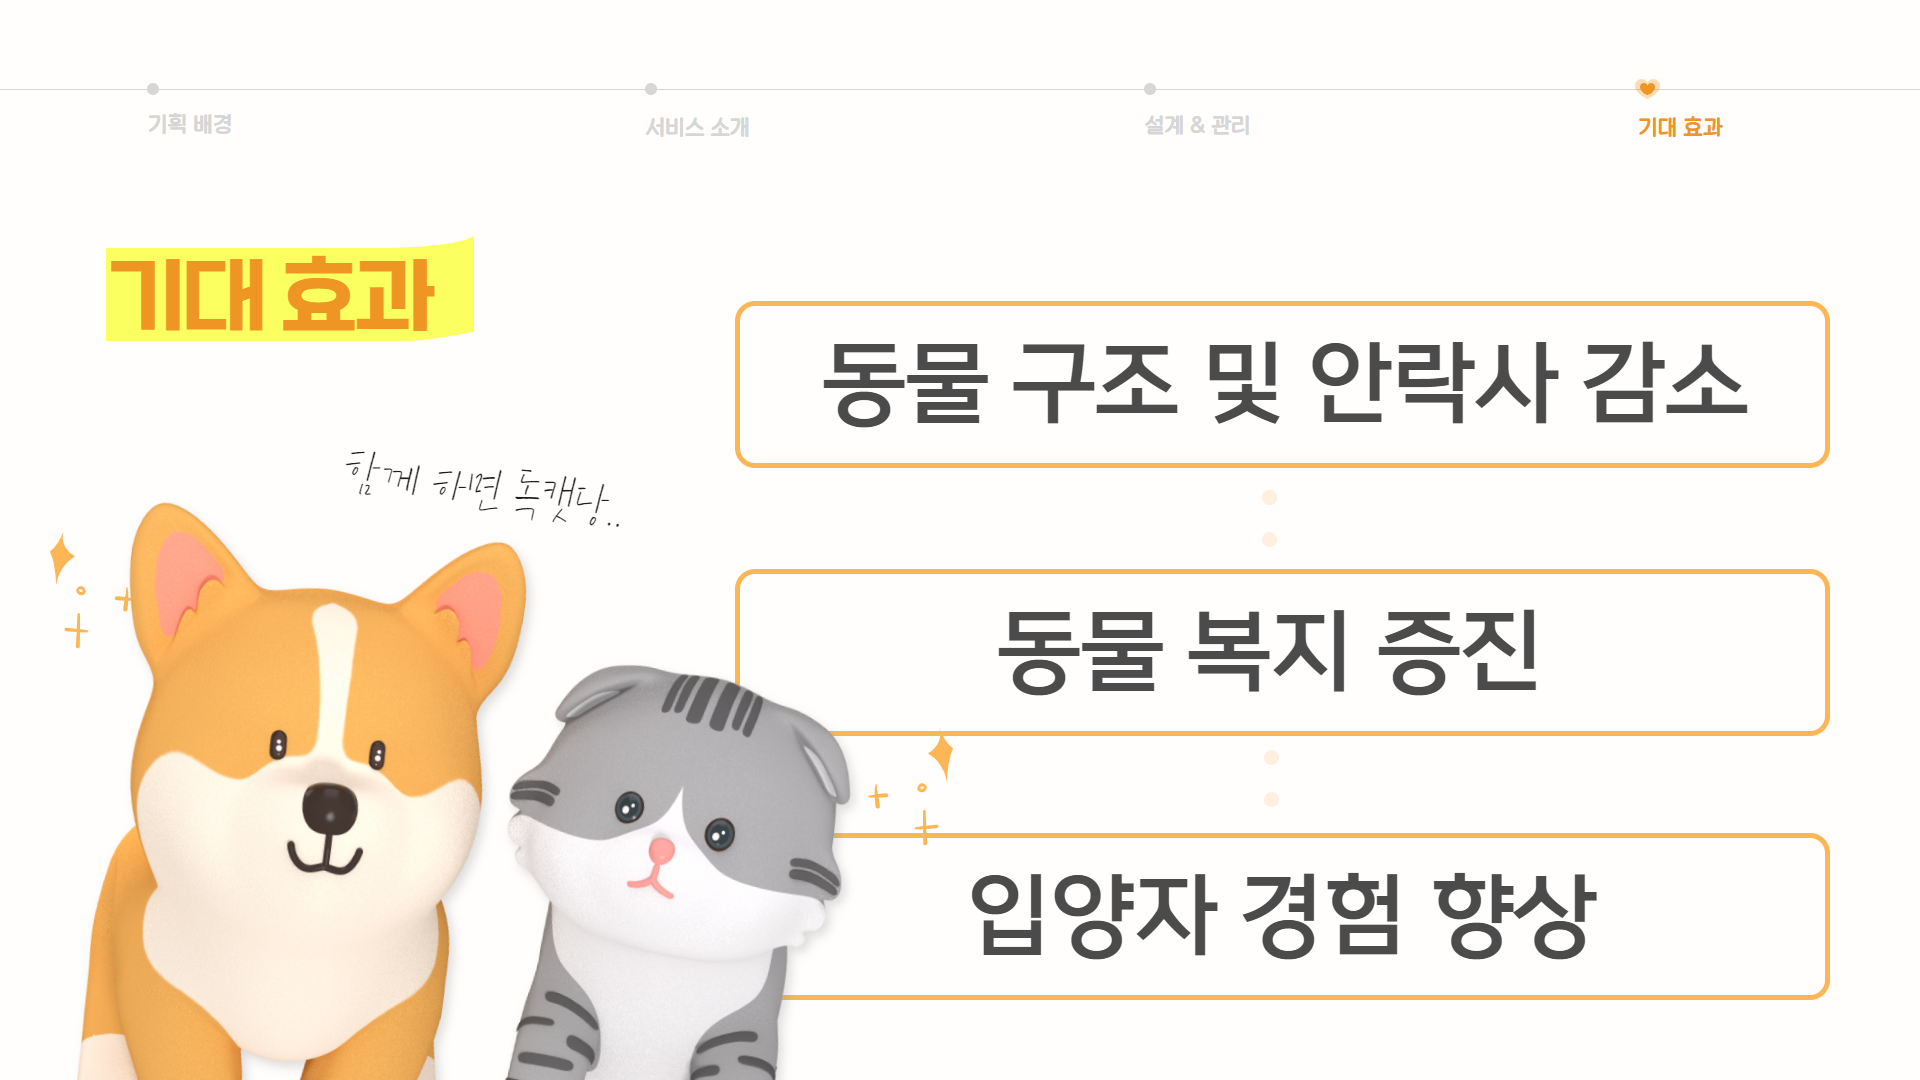 기획 배경
서비스 소개
설계 & 관리
기대 효과
기대 효과
동물 구조 및 안락사 감소
함께 하면 독캣당..
동물 복지 증진
입양자 경험 향상